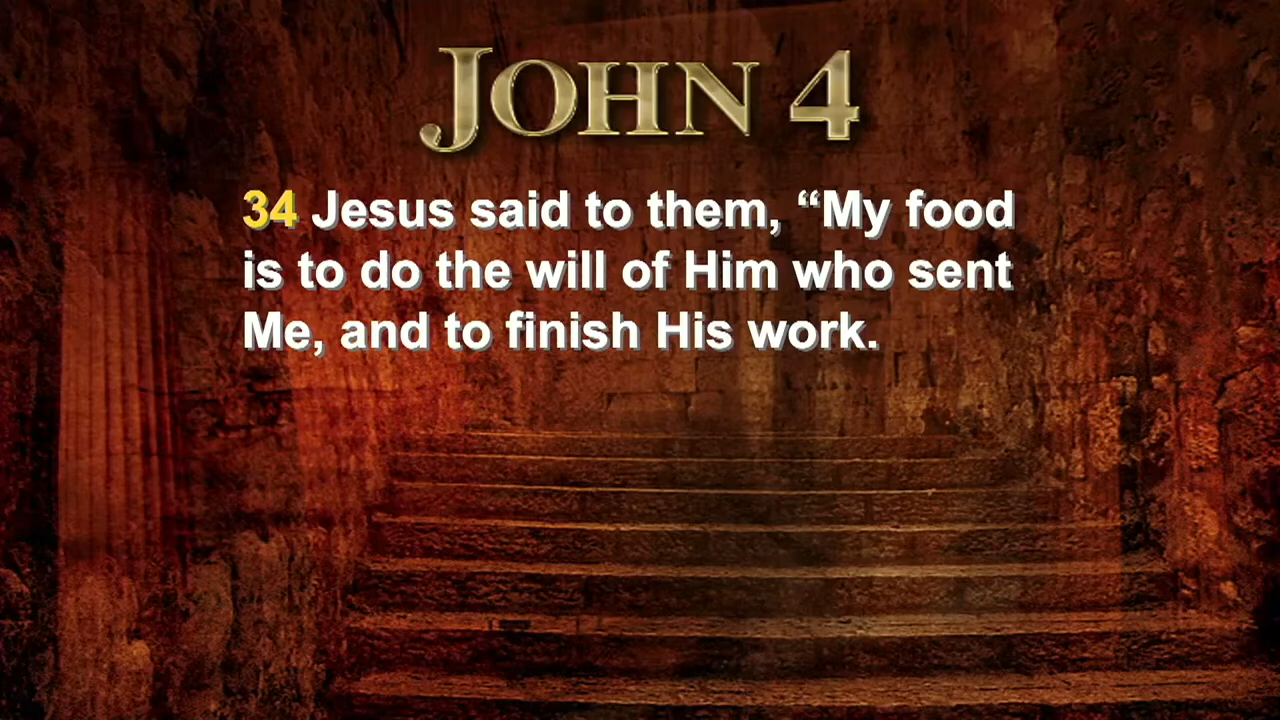 JOHN 4
34 Jesus said to them, “My food
is to do the will of Him who sent
Me, and to finish His work.